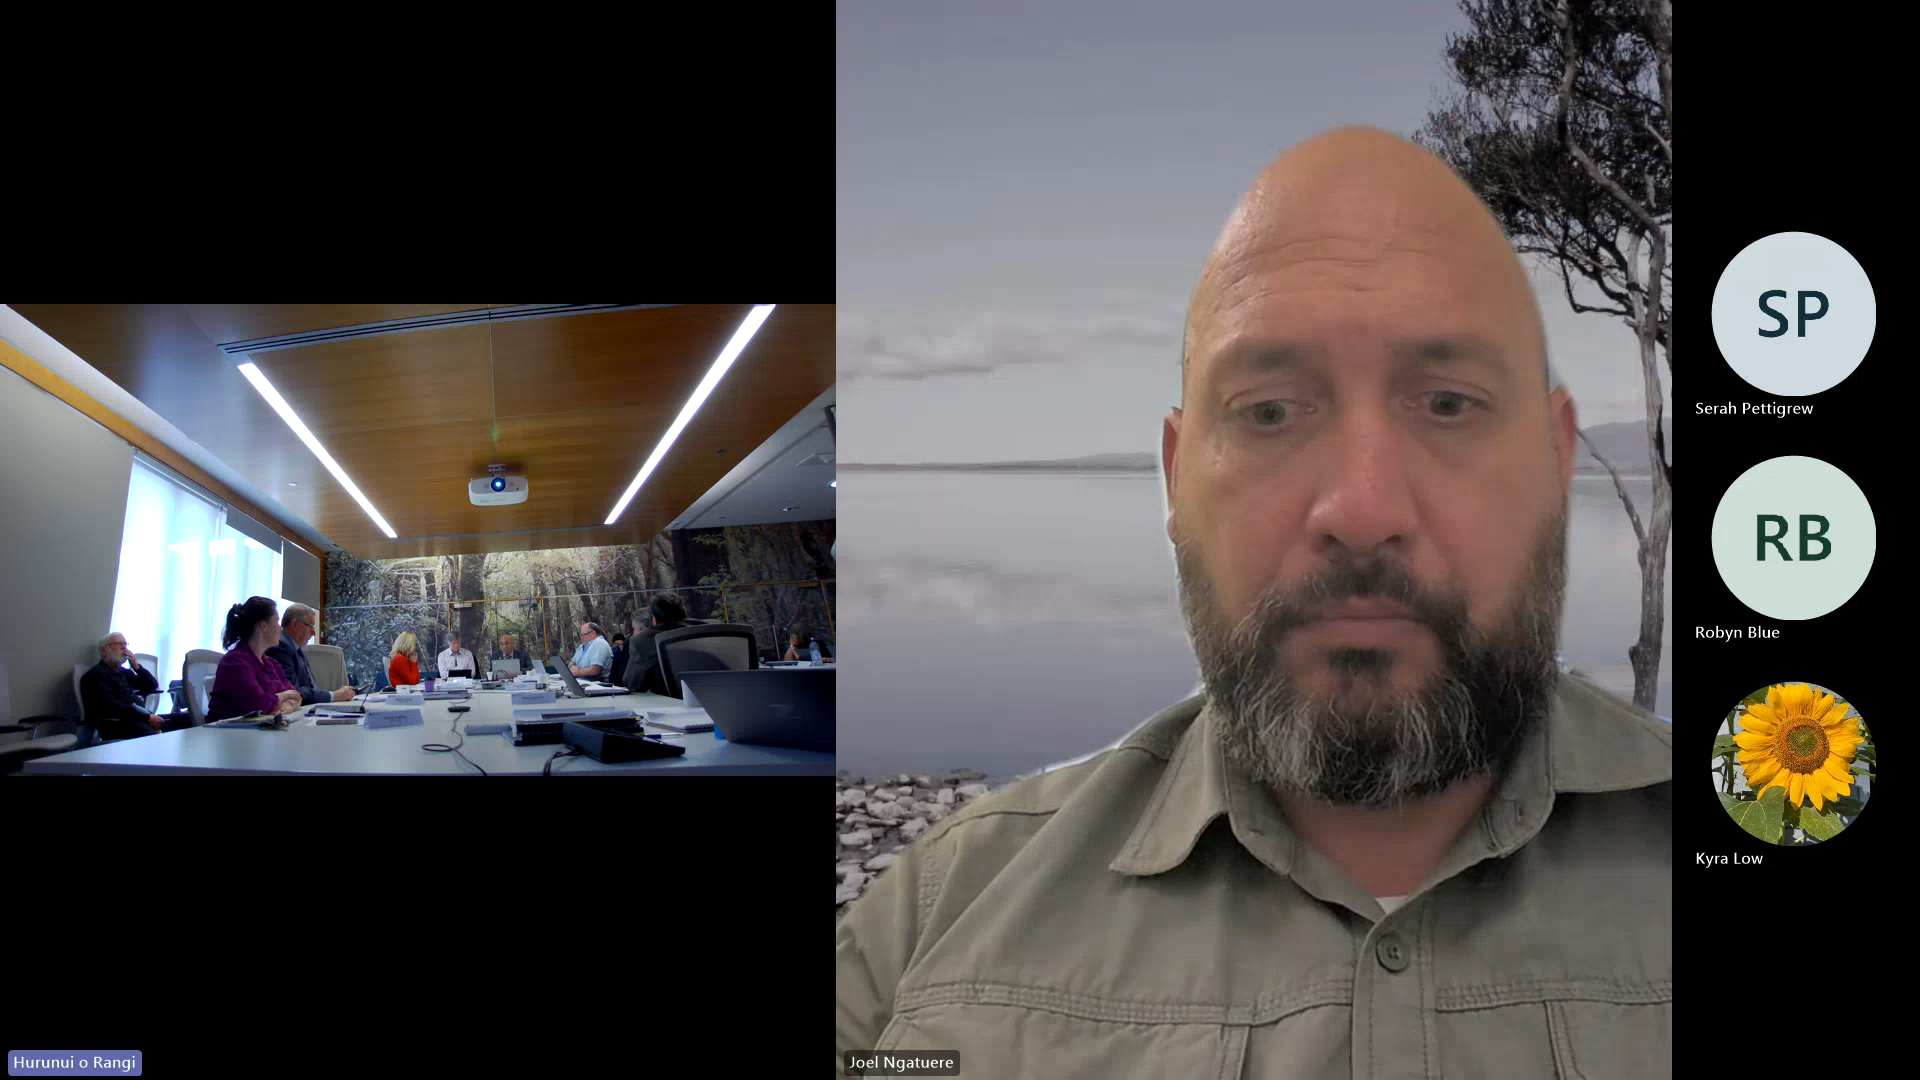 SP
Serah Pettigrew
RB
Robyn Blue
Kyra Low
Hurunui o Rangi
Joel Ngatuere